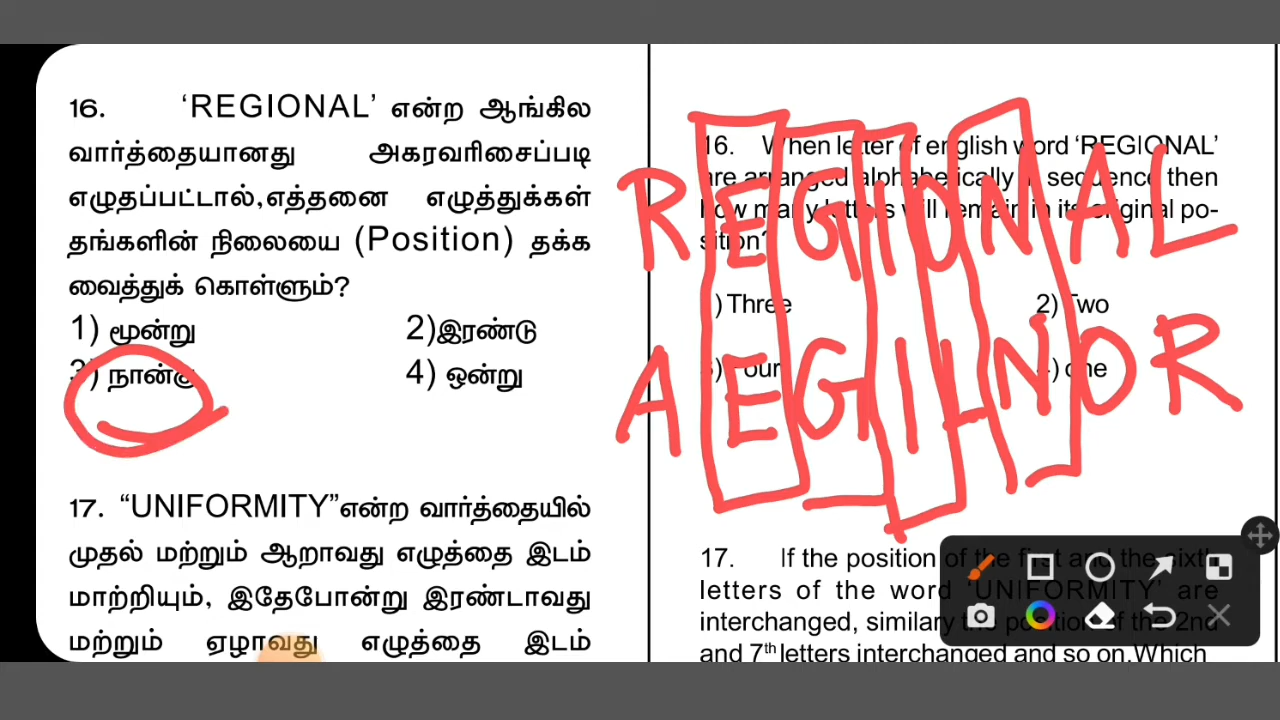 16. ‘REGIONAL’ என்ற ஆங்கில
வார்த்தையானது அகரவரிசைப்படி
எழுதப்பட்டால்,எத்தனை எழுத்துக்கள்
தங்களின் நிலையை (Position) தக்க
வைத்துக் கொள்ளும்?
1) மூன்று 2)இரண்டு
3) நான்கு 4) ஒன்று
17. “UNIFORMITY”என்ற வார்த்தையில்
முதல் மற்றும் ஆறாவது எழுத்தை இடம்
மாற்றியும், இதேபோன்று இரண்டாவது
மற்றும் ஏழாவது எழுத்தை இடம்
16. When letter of english word ‘REGIONAL’
are arranged alphabetically in sequence then
how many letters will remain in its original po-
sition?
REGIONAL
1) Three 2) Two
3) Four 4) one
AEGILNOR
17. If the position of the first and the sixth
letters of the word ‘UNIFORMITY’ are
interchanged, similary the position of the 2nd
and 7th letters interchanged and so on.Which